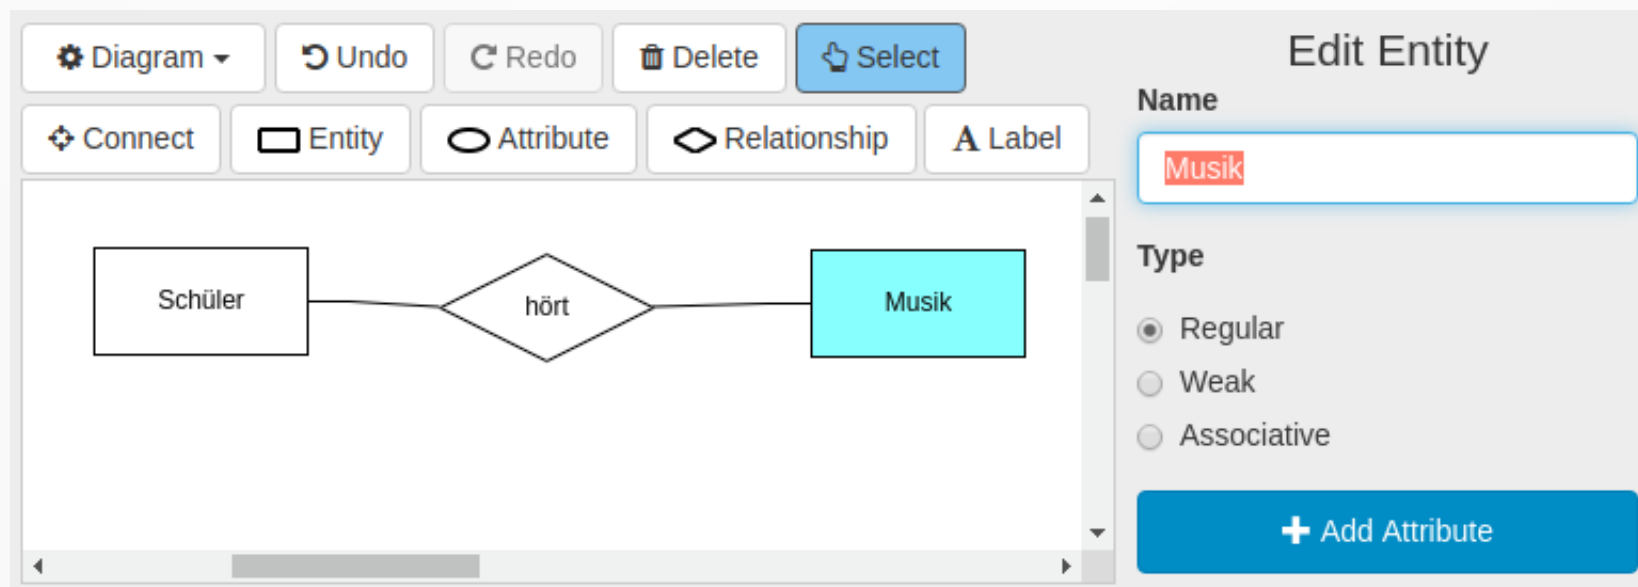 Diagram Undo Redo Delete Select
Connect Entity Attribute Relationship Label
Schüler hört Musik
Edit Entity
Name
Musik
Type
Regular
Weak
Associative
Add Attribute